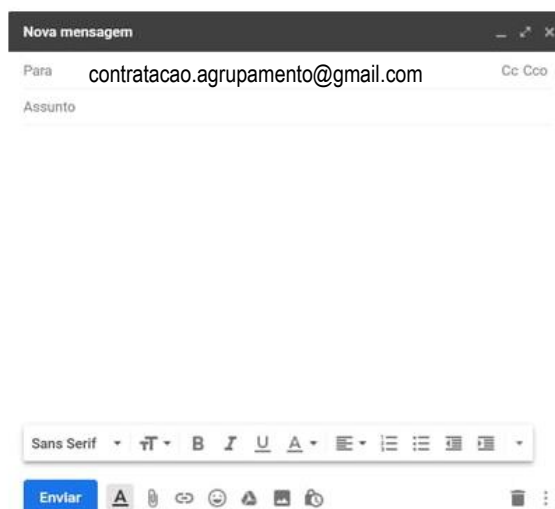 Nova mensagem
Para contratacao.agrupamento@gmail.com Cc Cco
Assunto
Sans Serif
Enviar